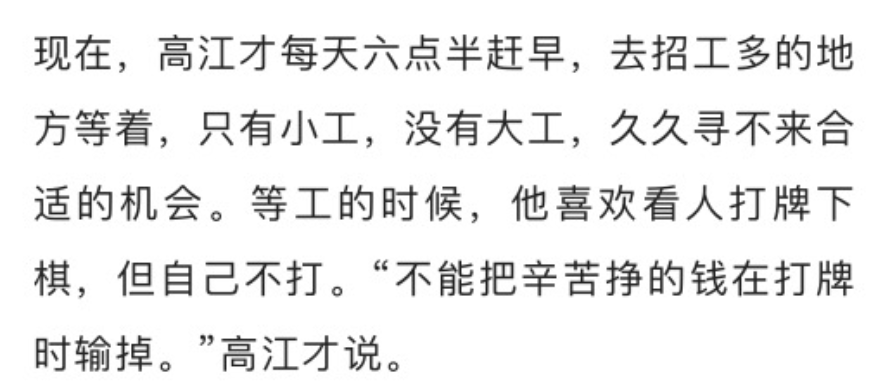 现在，高江才每天六点半赶早，去招工多的地
方等着，只有小工，没有大工，久久寻不来合
适的机会。等工的时候，他喜欢看人打牌下
棋，但自己不打。“不能把辛苦挣的钱在打牌
时输掉。”高江才说。